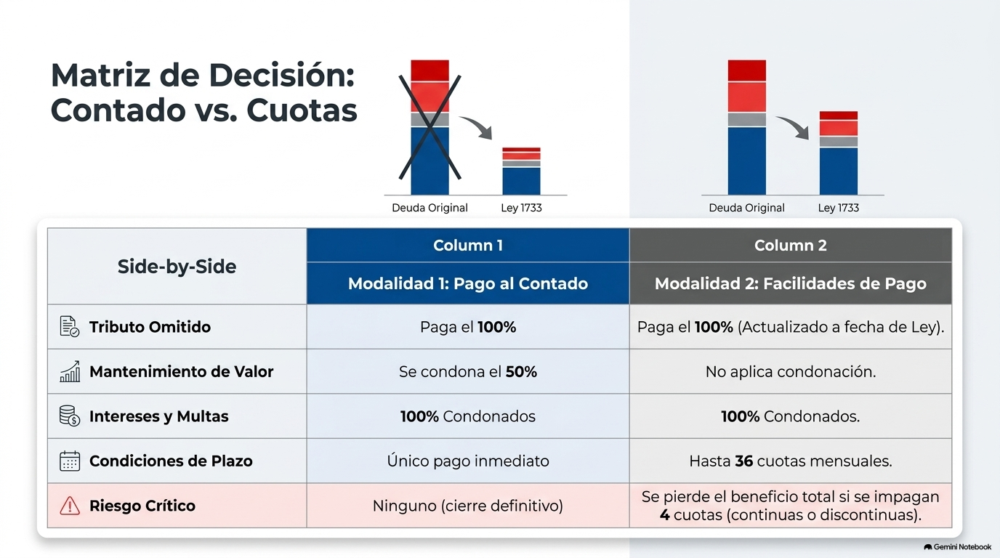 Matriz de Decisión:
Contado vs. Cuotas
Deuda Original
Ley 1733
Deuda Original
Ley 1733
Side-by-Side
Column 1
Column 2
Modalidad 1: Pago al Contado
Modalidad 2: Facilidades de Pago
Tributo Omitido
Paga el 100%
Paga el 100% (Actualizado a fecha de Ley).
Mantenimiento de Valor
Se condona el 50%
No aplica condonación.
Intereses y Multas
100% Condonados
100% Condonados.
Condiciones de Plazo
Único pago inmediato
Hasta 36 cuotas mensuales.
Riesgo Crítico
Ninguno (cierre definitivo)
Se pierde el beneficio total si se impagan
4 cuotas (continuas o discontinuas).
Gemini Notebook